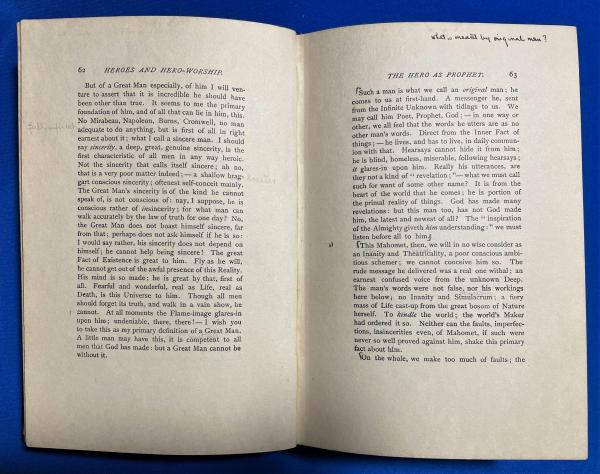 62 HEROES AND HERO-WORSHIP.
But of a Great Man especially, of him I will ven-
ture to assert that it is incredible he should have
been other than true. It seems to me the primary
foundation of him, and of all that can lie in him, this.
No Mirabeau, Napoleon, Burns, Cromwell, no man
adequate to do anything, but is first of all in right
earnest about it; what I call a sincere man. I should
say sincerity, a deep, great, genuine sincerity, is the
first characteristic of all men in any way heroic.
Not the sincerity that calls itself sincere; ah no,
that is a very poor matter indeed;—a shallow brag-
gart conscious sincerity; oftenest self-conceit mainly.
The Great Man's sincerity is of the kind he cannot
speak of, is not conscious of: nay, I suppose, he is
conscious rather of insincerity; for what man can
walk accurately by the law of truth for one day? No,
the Great Man does not boast himself sincere, far
from that; perhaps does not ask himself if he is so:
I would say rather, his sincerity does not depend on
himself; he cannot help being sincere! The great
Fact of Existence is great to him. Fly as he will,
he cannot get out of the awful presence of this Reality.
His mind is so made; he is great by that, first of
all. Fearful and wonderful, real as Life, real as
Death, is this Universe to him. Though all men
should forget its truth, and walk in a vain show, he
cannot. At all moments the Flame-image glares-in
upon him; undeniable, there, there!—I wish you
to take this as my primary definition of a Great Man.
A little man may have this, it is competent to all
men that God has made: but a Great Man cannot be
without it.
what is meant by original men?
THE HERO AS PROPHET. 63
Such a man is what we call an original man; he
comes to us at first-hand. A messenger he, sent
from the Infinite Unknown with tidings to us. We
may call him Poet, Prophet, God;—in one way or
other, we all feel that the words he utters are as no
other man's words. Direct from the Inner Fact of
things;—he lives, and has to live, in daily commun-
ion with that. Hearsays cannot hide it from him;
he is blind, homeless, miserable, following hearsays;
it glares-in upon him. Really his utterances, are
they not a kind of "revelation;"—what we must call
such for want of some other name? It is from the
heart of the world that he comes; he is portion of
the primal reality of things. God has made many
revelations: but this man too, has not God made
him, the latest and newest of all? The "inspiration
of the Almighty giveth him understanding:" we must
listen before all to him.
This Mahomet, then, we will in no wise consider as
an Inanity and Theatricality, a poor conscious ambi-
tious schemer; we cannot conceive him so. The
rude message he delivered was a real one withal; an
earnest confused voice from the unknown Deep.
The man's words were not false, nor his workings
here below; no Inanity and Simulacrum; a fiery
mass of Life cast-up from the great bosom of Nature
herself. To kindle the world; the world's Maker
had ordered it so. Neither can the faults, imperfec-
tions, insincerities even, of Mahomet, if such were
never so well proved against him, shake this primary
fact about him.
On the whole, we make too much of faults; the